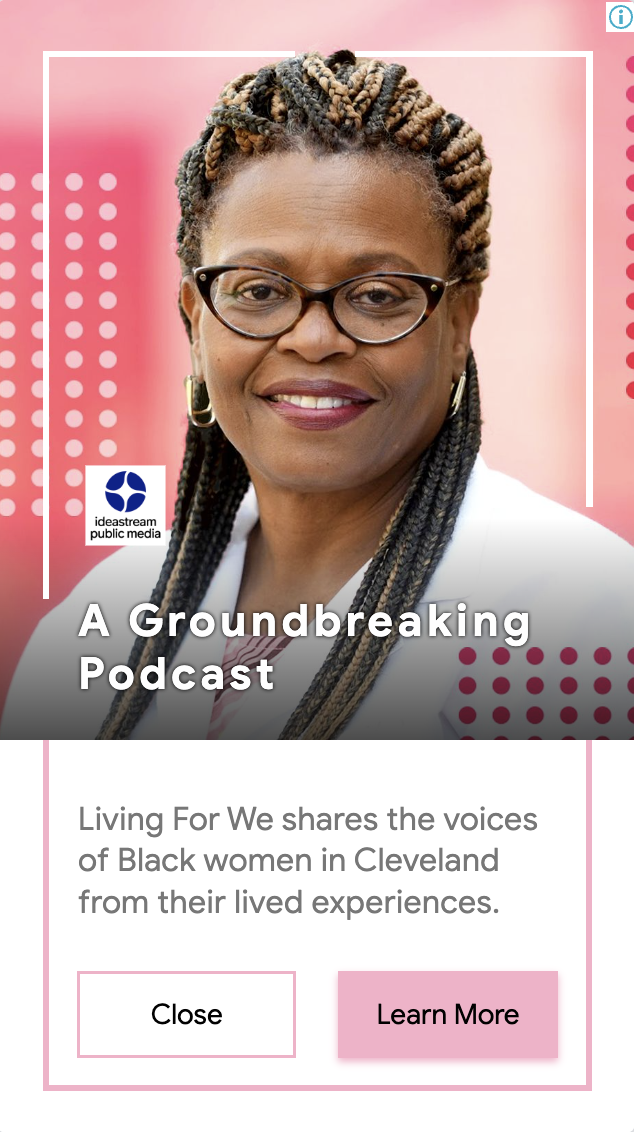 ideastream
public media
A Groundbreaking
Podcast
Living For We shares the voices
of Black women in Cleveland
from their lived experiences.
Close
Learn More